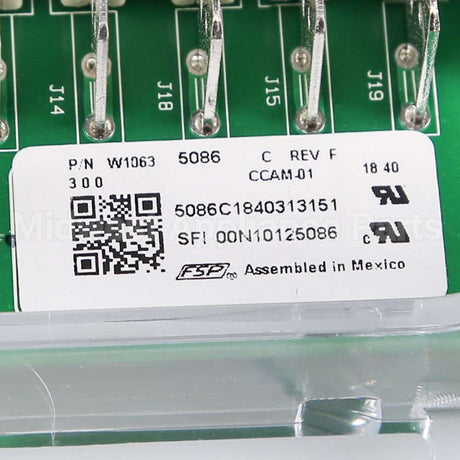 J14
J18
J15
J19
P/N W1063 5086 C REV F
300 CCAM-01 18 40
5086C1840313151
SFI 00N10125086
FSP Assembled in Mexico